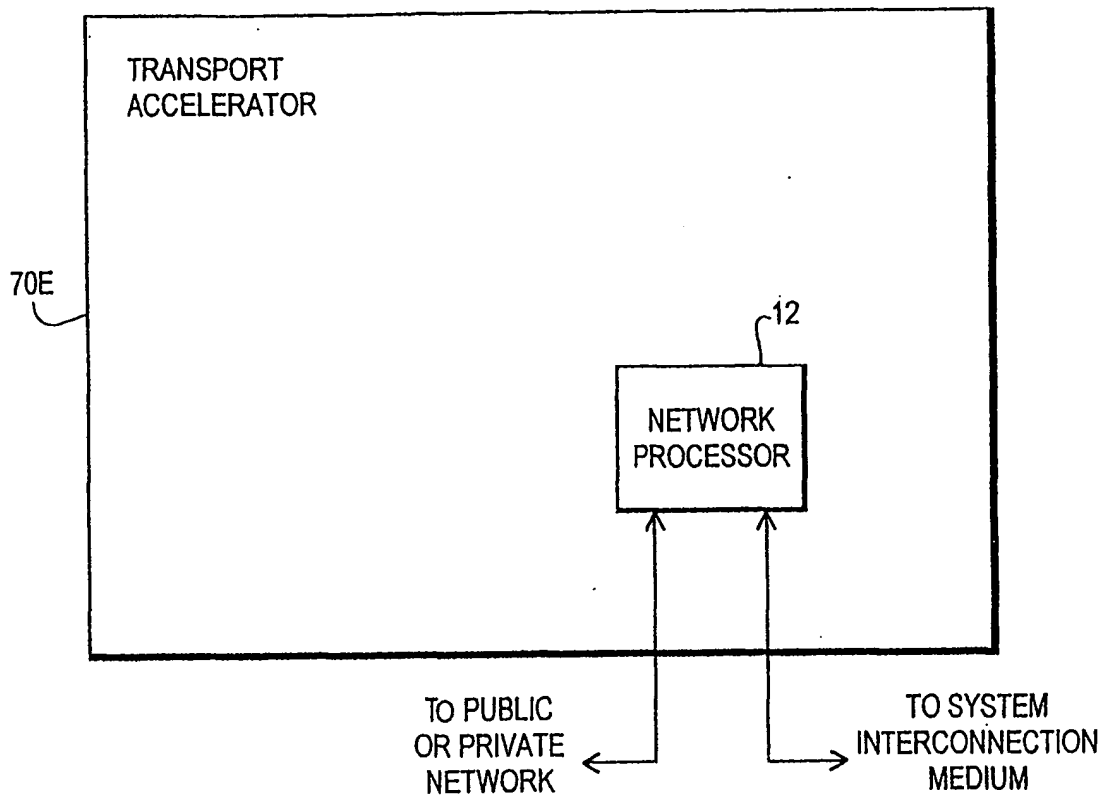 TRANSPORT
ACCELERATOR
70E
12
NETWORK
PROCESSOR
TO PUBLIC
OR PRIVATE
NETWORK
TO SYSTEM
INTERCONNECTION
MEDIUM